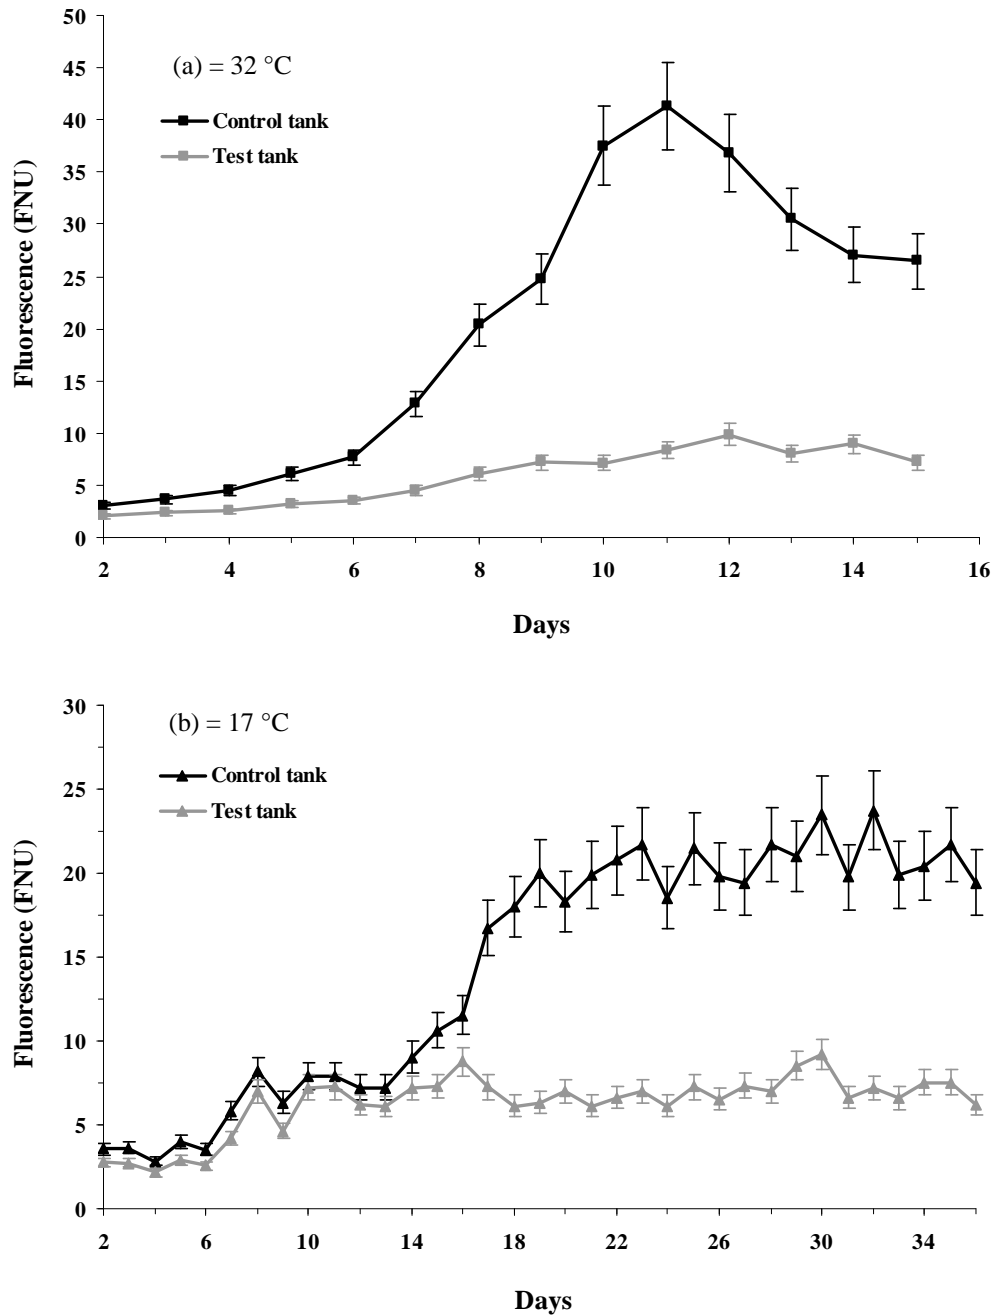 50
(a) = 32 °C
45
Control tank
40
Test tank
35
30
25
20
15
10
5
0
Fluorescence (FNU)
2 4 6 8 10 12 14 16
Days
30
(b) = 17 °C
Control tank
25
Test tank
20
15
10
5
0
Fluorescence (FNU)
2 6 10 14 18 22 26 30 34
Days